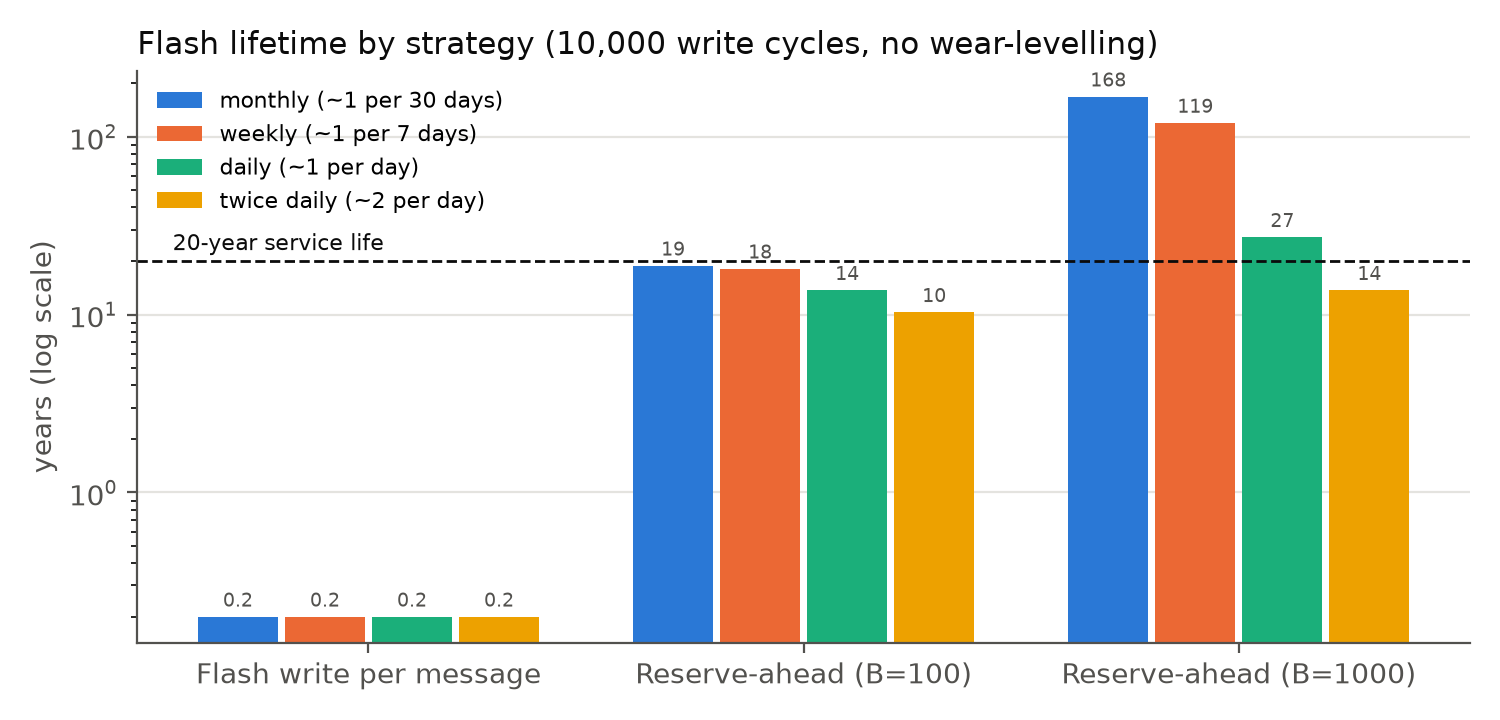 Flash lifetime by strategy (10,000 write cycles, no wear-levelling)
years (log scale)
10²
10¹
10⁰
monthly (~1 per 30 days)
weekly (~1 per 7 days)
daily (~1 per day)
twice daily (~2 per day)
20-year service life
0.2 0.2 0.2 0.2
19 18 14 10
168 119 27 14
Flash write per message Reserve-ahead (B=100) Reserve-ahead (B=1000)